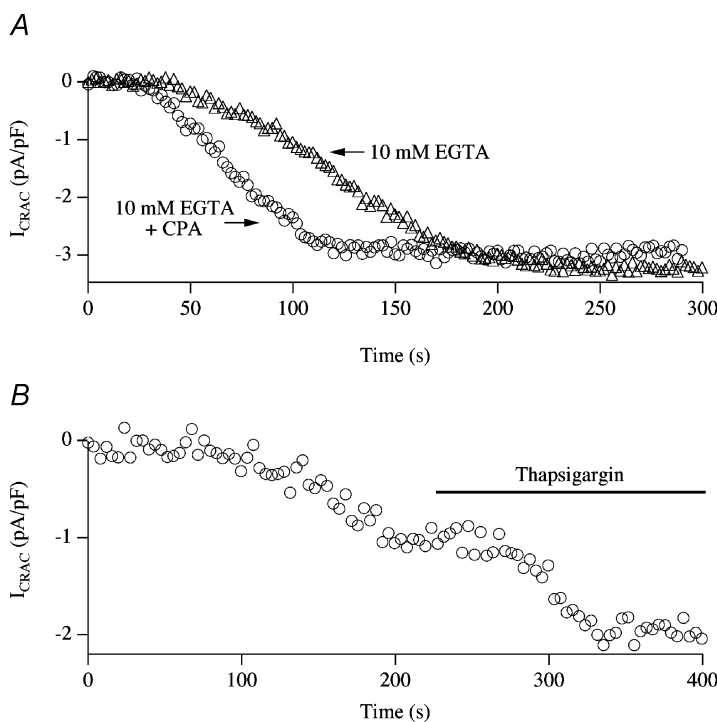 A
0
-1
-2
-3
I_CRAC (pA/pF)
10 mM EGTA
10 mM EGTA
+ CPA
0 50 100 150 200 250 300
Time (s)
B
0
-1
-2
I_CRAC (pA/pF)
Thapsigargin
0 100 200 300 400
Time (s)